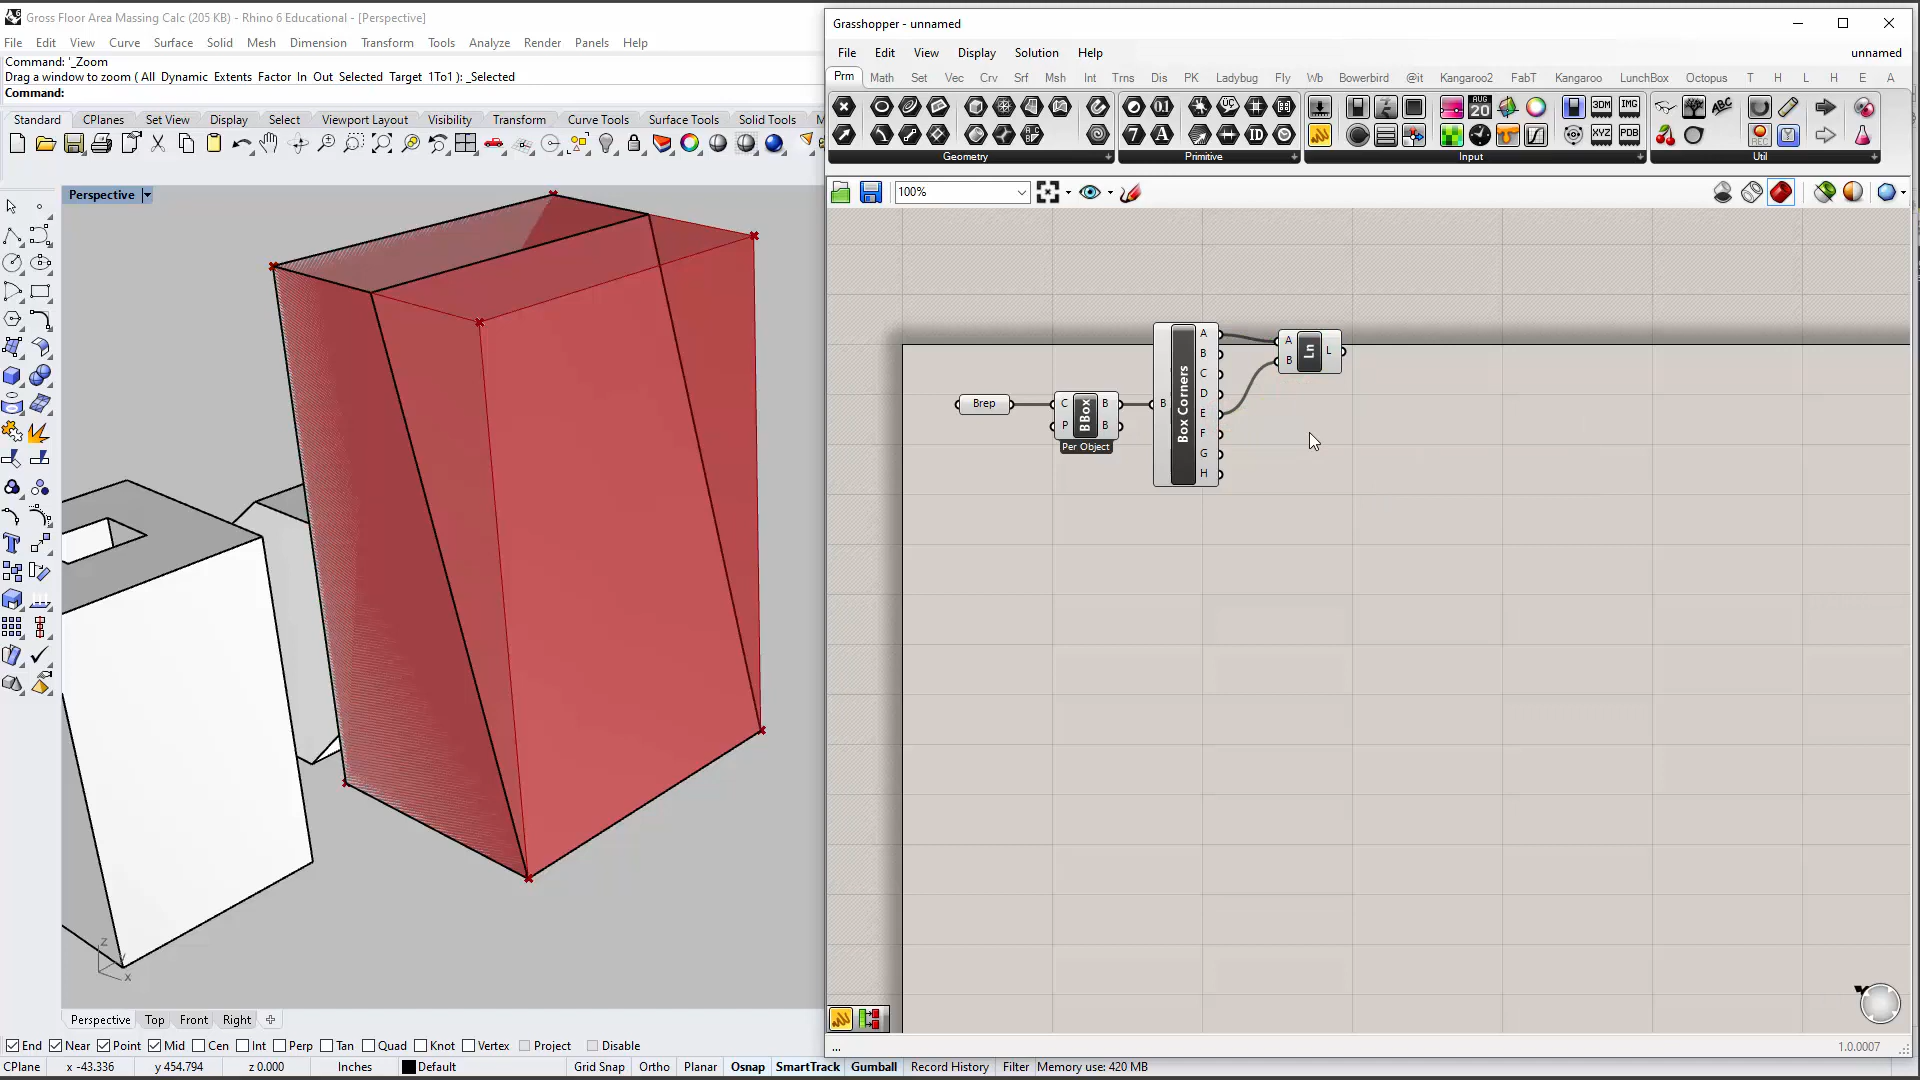 Gross Floor Area Massing Calc (205 KB) - Rhino 6 Educational - [Perspective]
File Edit View Curve Surface Solid Mesh Dimension Transform Tools Analyze Render Panels Help
Command: '_Zoom
Drag a window to zoom ( All Dynamic Extents Factor In Out Selected Target 1To1 ): _Selected
Command:
Standard CPlanes Set View Display Select Viewport Layout Visibility Transform Curve Tools Surface Tools Solid Tools M
Perspective
z
y
x
Perspective Top Front Right
End Near Point Mid Cen Int Perp Tan Quad Knot Vertex Project Disable
CPlane x -43.336 y 454.794 z 0.000 Inches Default Grid Snap Ortho Planar Osnap SmartTrack Gumball Record History Filter Memory use: 420 MB
Grasshopper - unnamed
File Edit View Display Solution Help unnamed
Prm Math Set Vec Crv Srf Msh Int Trns Dis PK Ladybug Fly Wb Bowerbird @it Kangaroo2 FabT Kangaroo LunchBox Octopus T H L H E A
Geometry Primitive Input Util
100%
Brep
C P BBox B B
Per Object
B Box Corners A B C D E F G H
A B Ln L
...
1.0.0007